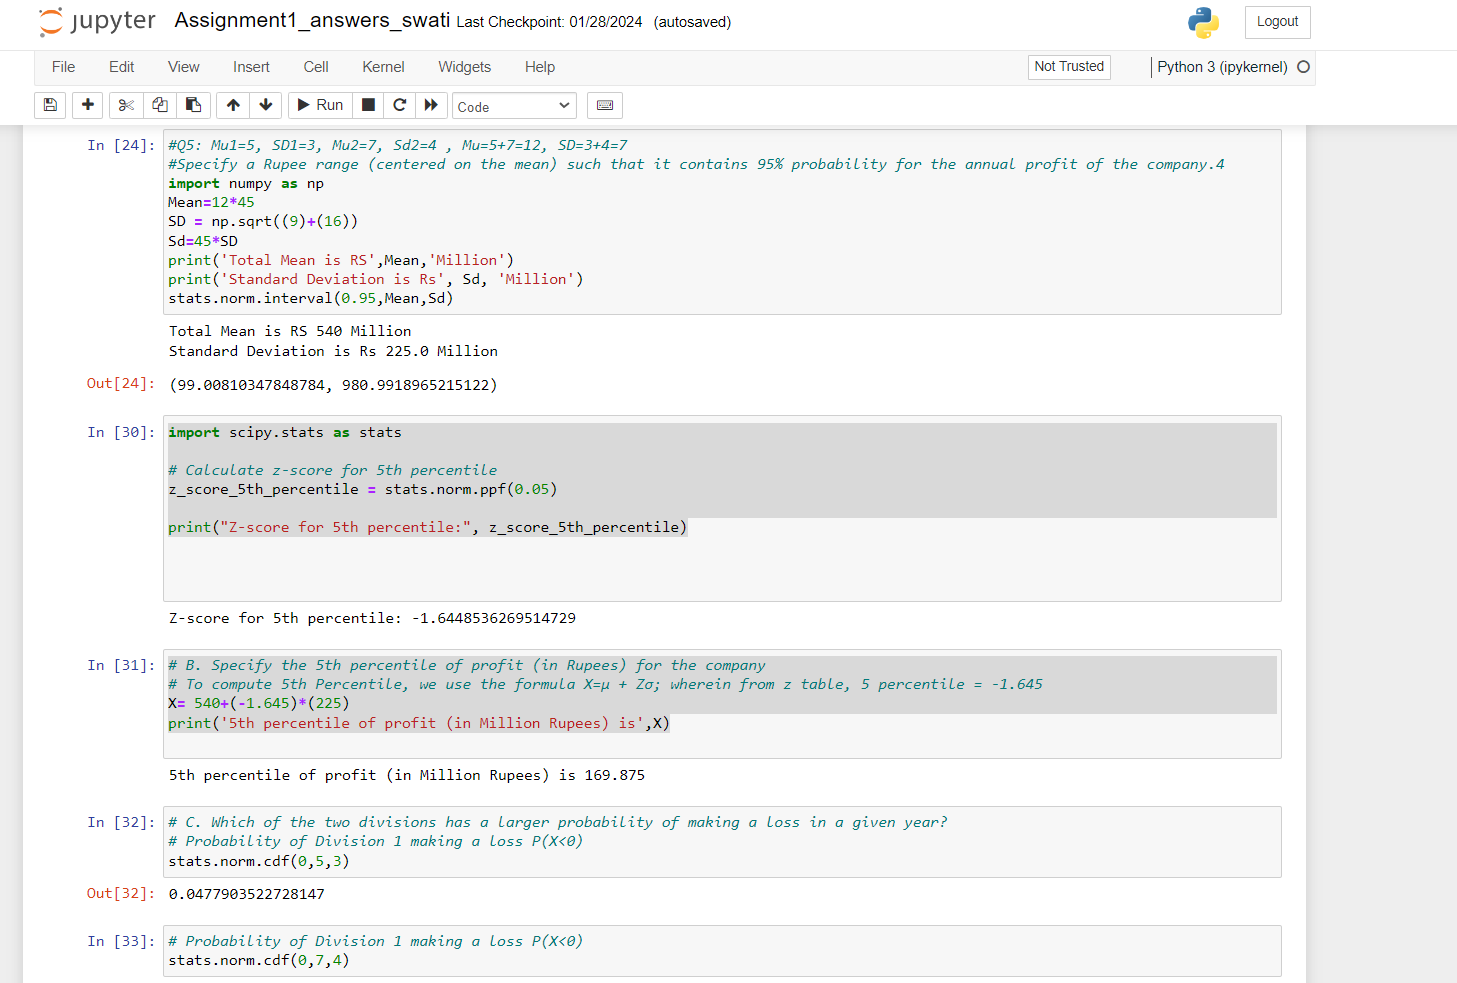 jupyter Assignment1_answers_swati Last Checkpoint: 01/28/2024 (autosaved) Logout
File Edit View Insert Cell Kernel Widgets Help Not Trusted Python 3 (ipykernel)
Run Code
In [24]: #Q5: Mu1=5, SD1=3, Mu2=7, Sd2=4 , Mu=5+7=12, SD=3+4=7
#Specify a Rupee range (centered on the mean) such that it contains 95% probability for the annual profit of the company.4
import numpy as np
Mean=12*45
SD = np.sqrt((9)+(16))
Sd=45*SD
print('Total Mean is RS',Mean,'Million')
print('Standard Deviation is Rs', Sd, 'Million')
stats.norm.interval(0.95,Mean,Sd)
Total Mean is RS 540 Million
Standard Deviation is Rs 225.0 Million
Out[24]: (99.00810347848784, 980.9918965215122)
In [30]: import scipy.stats as stats
# Calculate z-score for 5th percentile
z_score_5th_percentile = stats.norm.ppf(0.05)
print("Z-score for 5th percentile:", z_score_5th_percentile)
Z-score for 5th percentile: -1.6448536269514729
In [31]: # B. Specify the 5th percentile of profit (in Rupees) for the company
# To compute 5th Percentile, we use the formula X=μ + Zσ; wherein from z table, 5 percentile = -1.645
X= 540+(-1.645)*(225)
print('5th percentile of profit (in Million Rupees) is',X)
5th percentile of profit (in Million Rupees) is 169.875
In [32]: # C. Which of the two divisions has a larger probability of making a loss in a given year?
# Probability of Division 1 making a loss P(X<0)
stats.norm.cdf(0,5,3)
Out[32]: 0.0477903522728147
In [33]: # Probability of Division 1 making a loss P(X<0)
stats.norm.cdf(0,7,4)